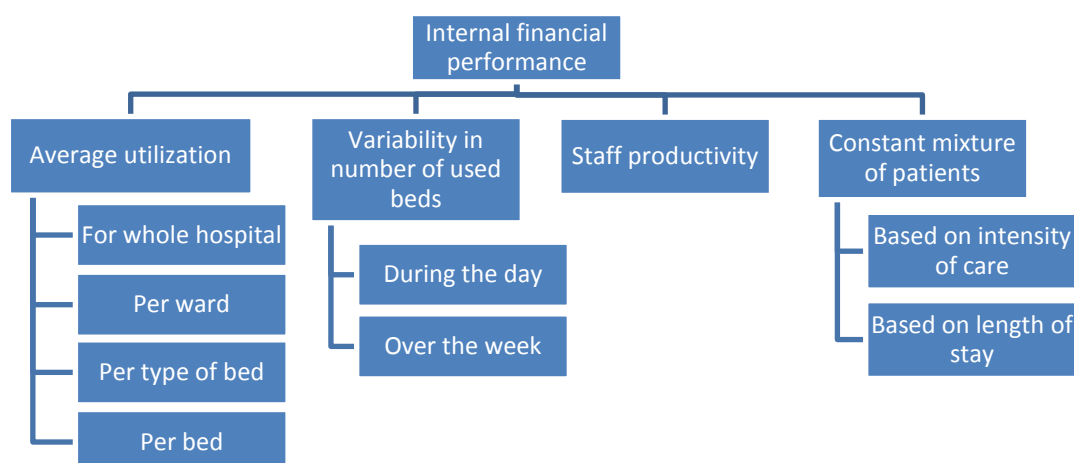 Internal financial
performance
Average utilization
For whole hospital
Per ward
Per type of bed
Per bed
Variability in
number of used
beds
During the day
Over the week
Staff productivity
Constant mixture
of patients
Based on intensity
of care
Based on length of
stay